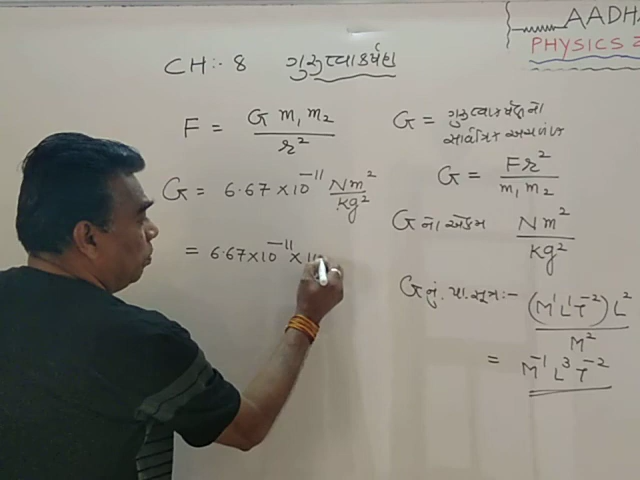 AADHA
PHYSICS
CH:- 8 ગુરુત્વાકર્ષણ
F = G m₁ m₂ / r²
G = 6.67 × 10⁻¹¹ Nm² / kg²
= 6.67 × 10⁻¹¹ × 1
G = ગુરુત્વાકર્ષણનો
સાર્વત્રિક અચળાંક
G = Fr² / m₁ m₂
G નો એકમ Nm² / kg²
G નું પા.સૂત્ર:- (M¹L¹T⁻²) L² / M²
= M⁻¹ L³ T⁻²